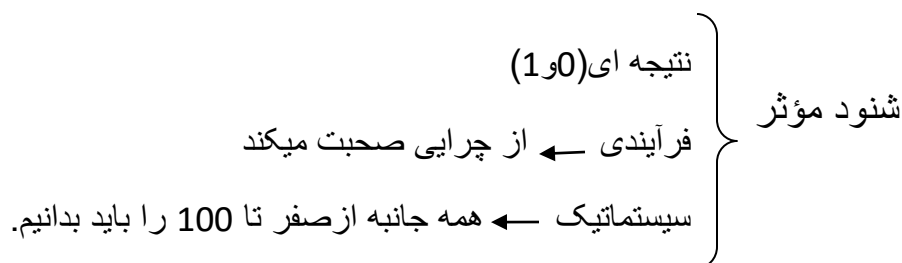 شنود مؤثر
نتیجه ای(0و1)
فرآیندی ← از چرایی صحبت میکند
سیستماتیک ← همه جانبه ازصفر تا 100 را باید بدانیم.